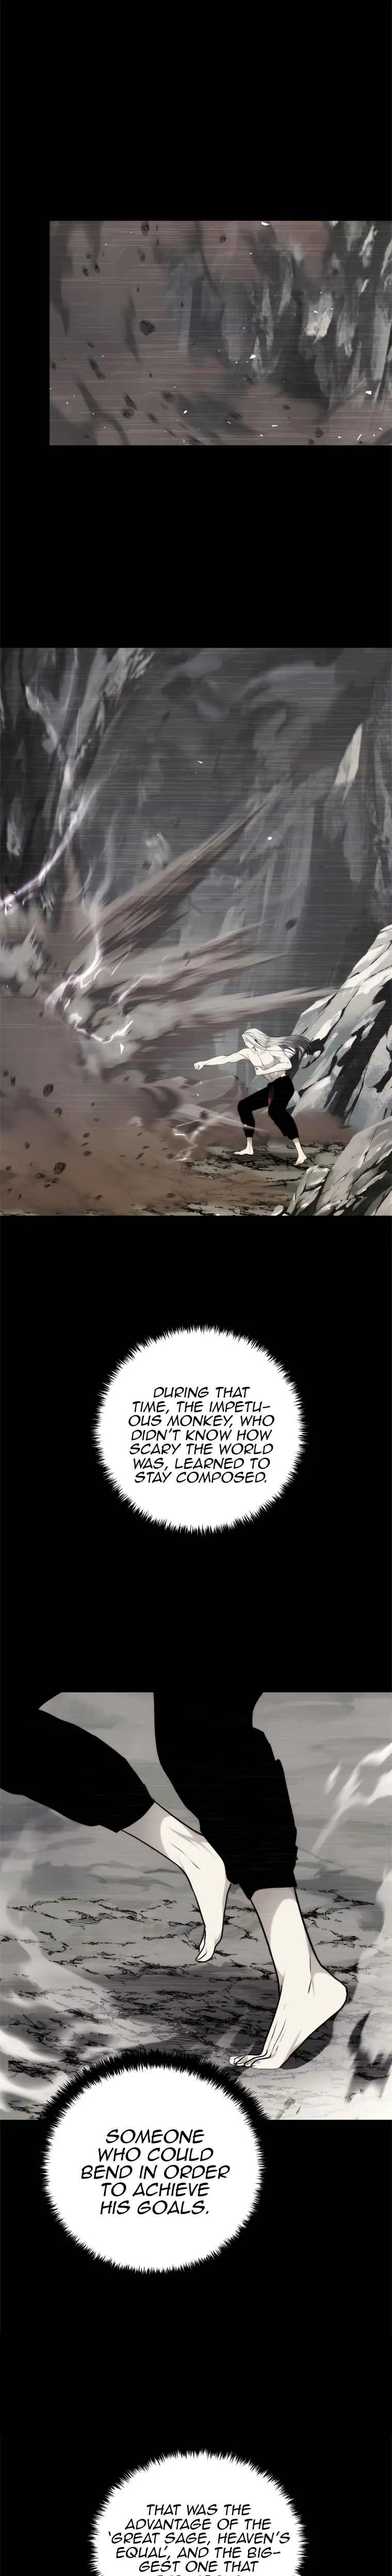 DURING THAT
TIME, THE IMPETU-
OUS MONKEY, WHO
DIDN'T KNOW HOW
SCARY THE WORLD
WAS, LEARNED TO
STAY COMPOSED.
SOMEONE
WHO COULD
BEND IN ORDER
TO ACHIEVE
HIS GOALS.
THAT WAS THE
ADVANTAGE OF THE
'GREAT SAGE, HEAVEN'S
EQUAL', AND THE BIG-
GEST ONE THAT